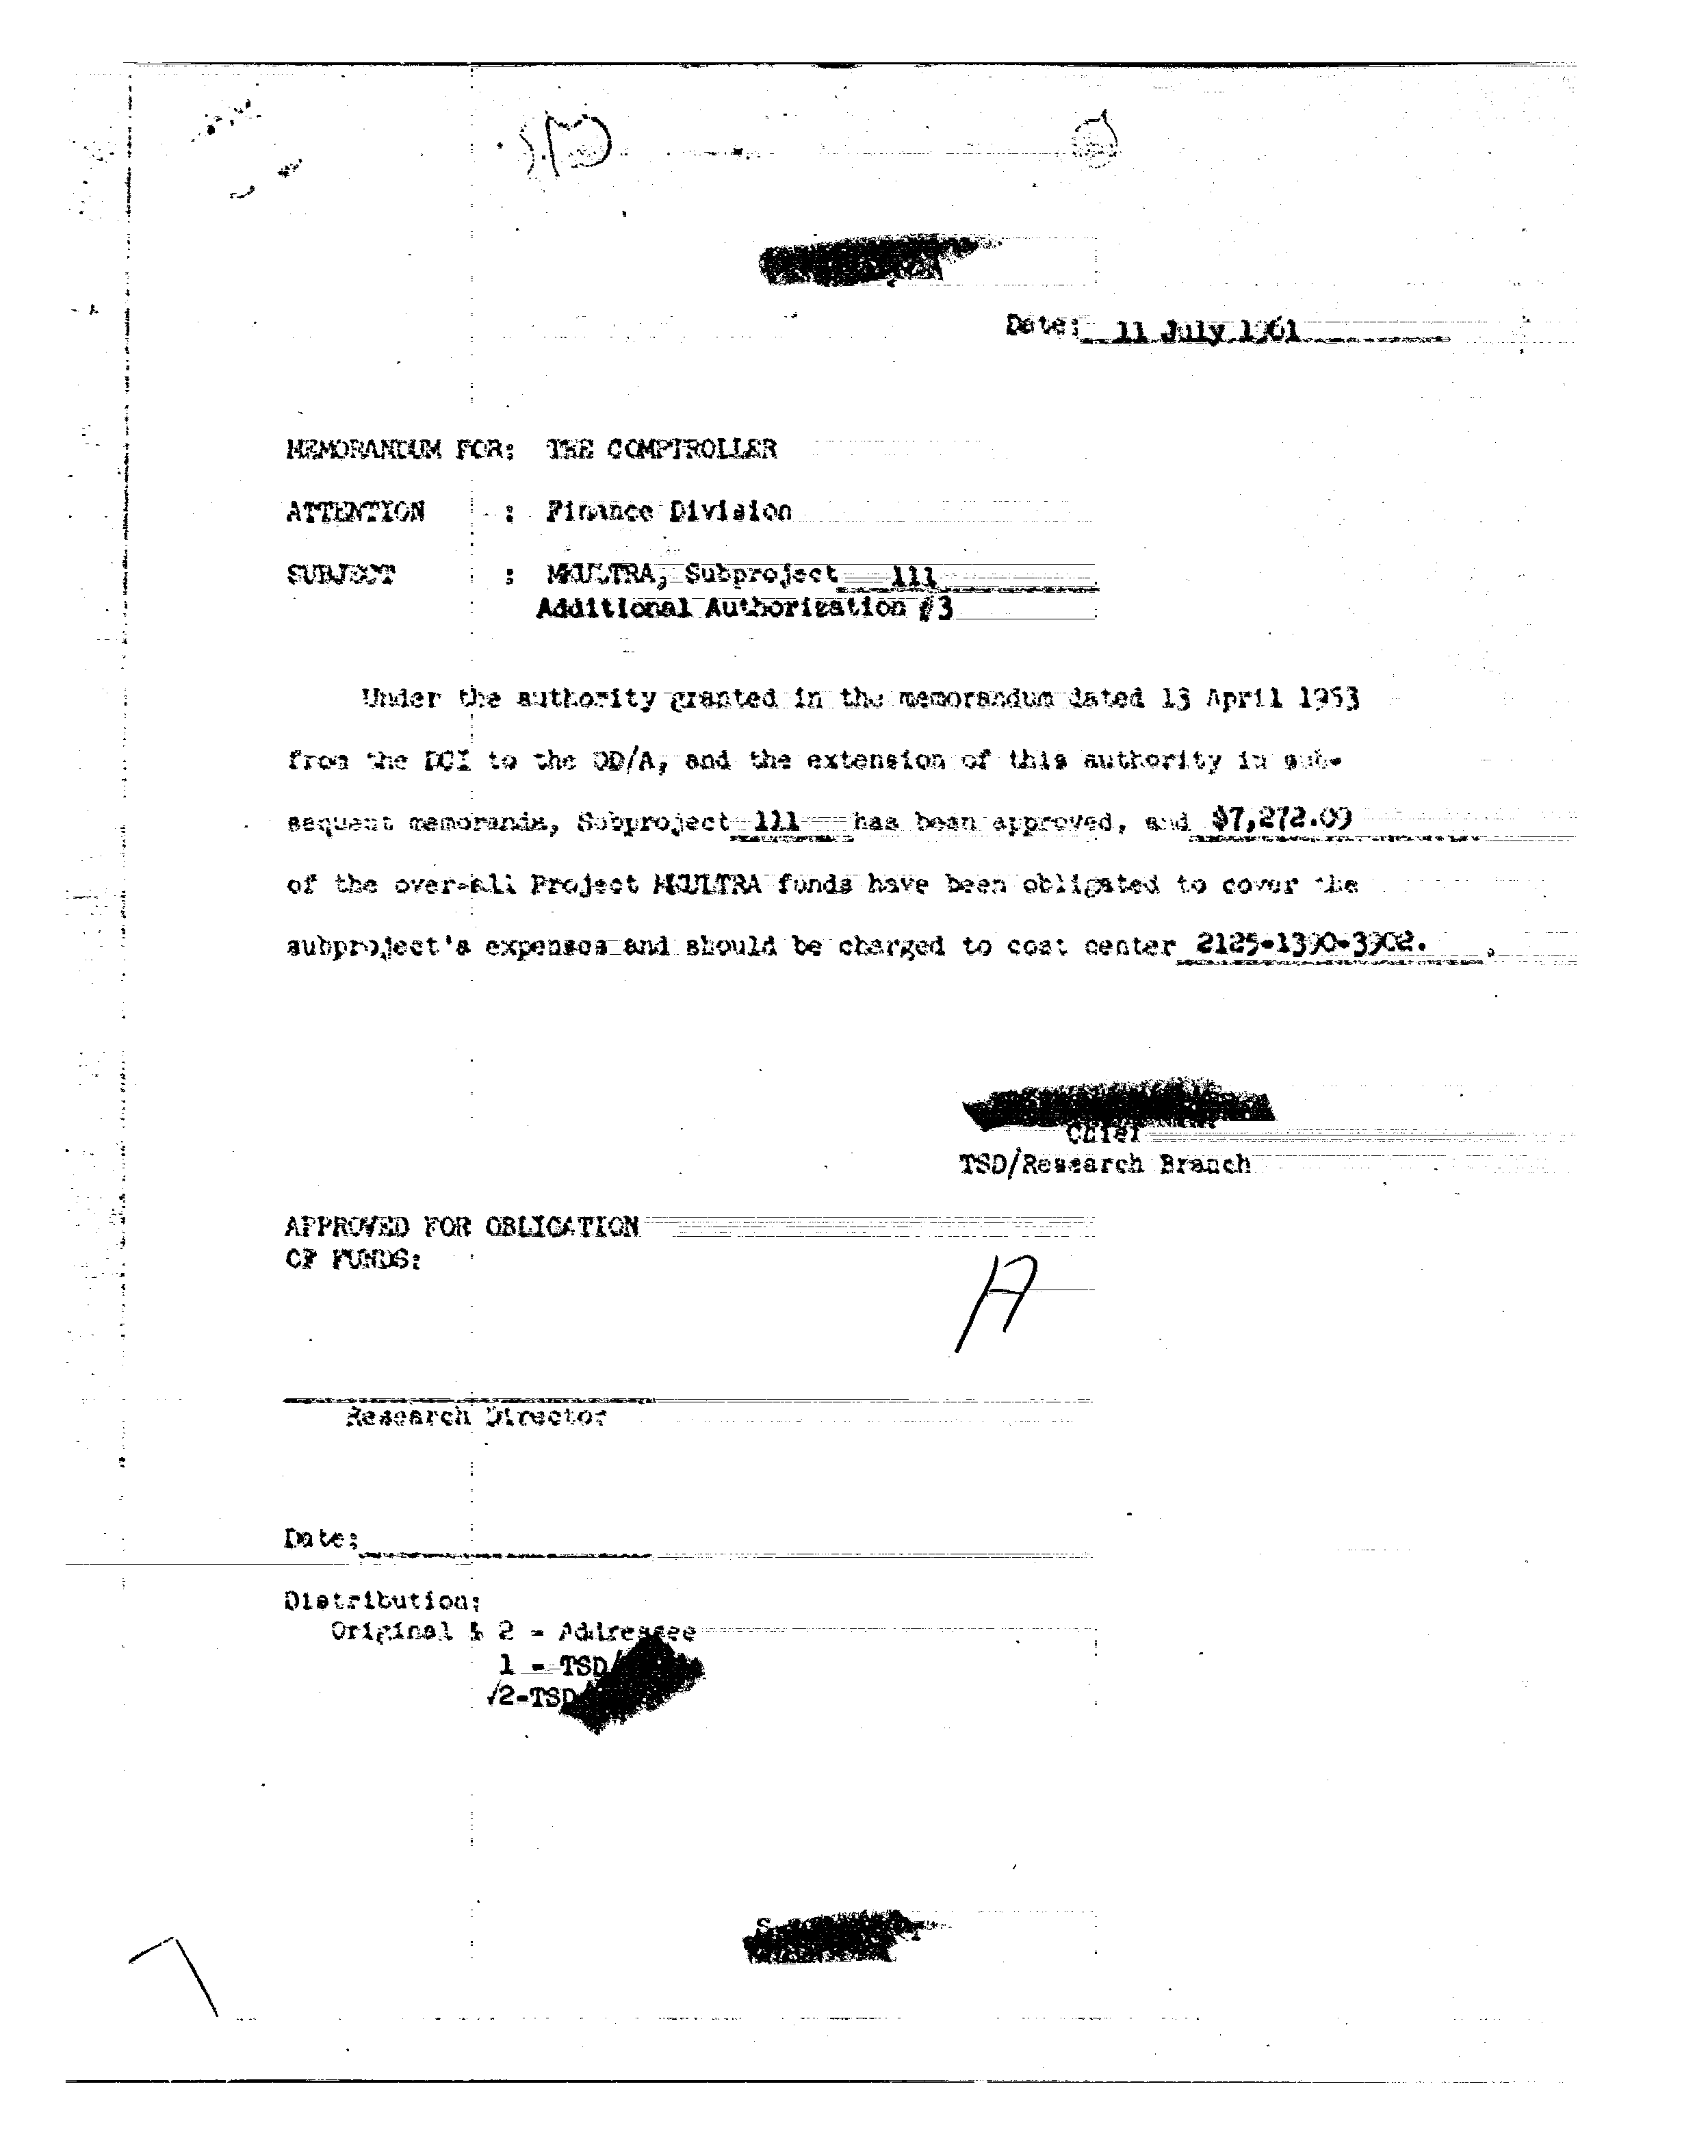 Date: 11 July 1961
MEMORANDUM FOR: THE COMPTROLLER
ATTENTION : Finance Division
SUBJECT : MKULTRA, Subproject 111
Additional Authorization #3
Under the authority granted in the memorandum dated 13 April 1953
from the DCI to the DD/A, and the extension of this authority in sub-
sequent memoranda, Subproject 111 has been approved, and $7,272.09
of the over-all Project MKULTRA funds have been obligated to cover the
subproject's expenses and should be charged to cost center 2125-1390-3902. .
Chief
TSD/Research Branch
APPROVED FOR OBLIGATION
OF FUNDS:
A
Research Director
Date:
Distribution:
Original & 2 - Addressee
1 - TSD/
√2-TSD/